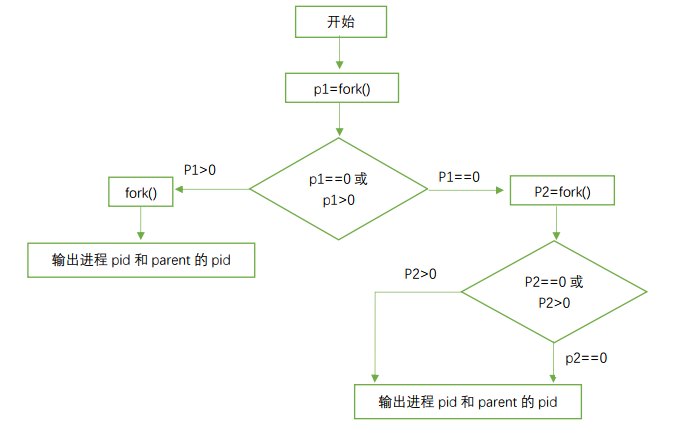 开始
p1=fork()
p1==0 或
p1>0
P1>0
P1==0
fork()
P2=fork()
输出进程 pid 和 parent 的 pid
P2==0 或
P2>0
P2>0
p2==0
输出进程 pid 和 parent 的 pid